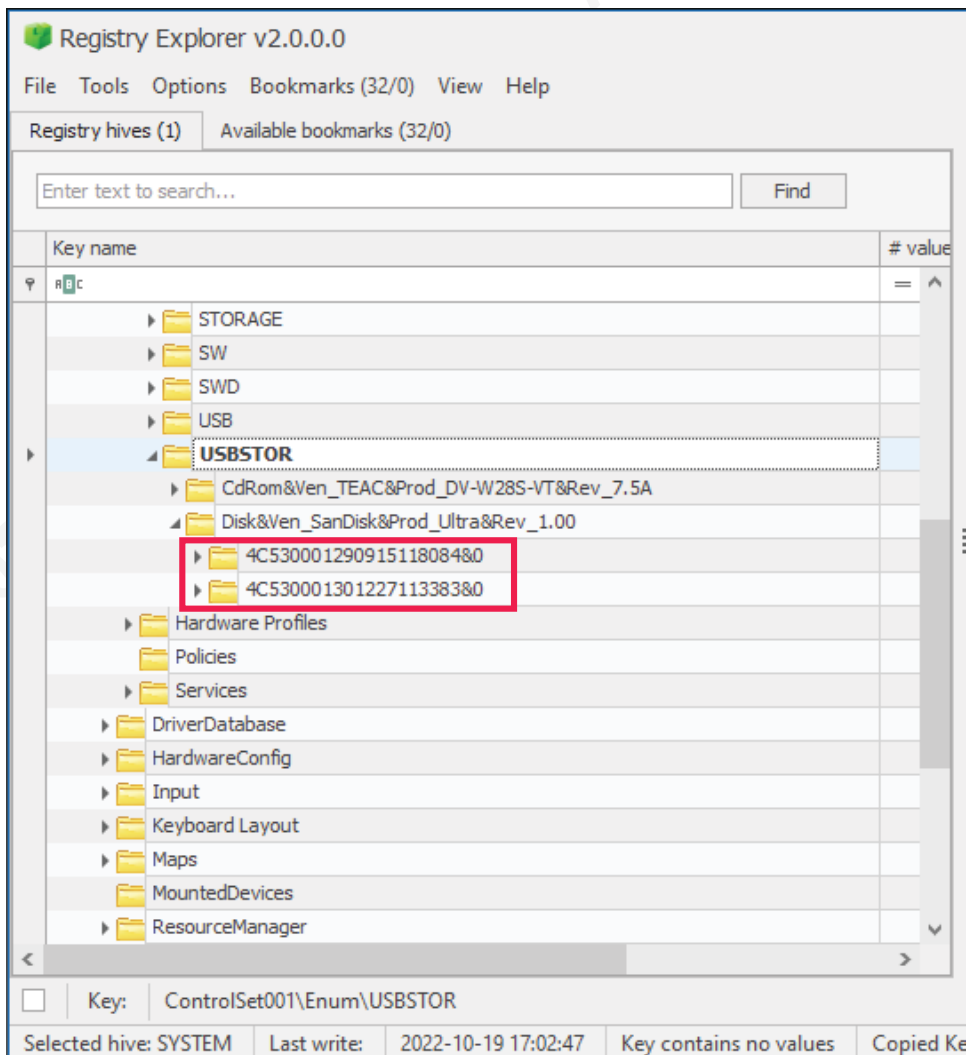 Registry Explorer v2.0.0.0
File Tools Options Bookmarks (32/0) View Help
Registry hives (1) Available bookmarks (32/0)
Enter text to search... Find
Key name # value
ABC =
STORAGE
SW
SWD
USB
USBSTOR
CdRom&Ven_TEAC&Prod_DV-W28S-VT&Rev_7.5A
Disk&Ven_SanDisk&Prod_Ultra&Rev_1.00
4C530001290915118084&0
4C530001301227113383&0
Hardware Profiles
Policies
Services
DriverDatabase
HardwareConfig
Input
Keyboard Layout
Maps
MountedDevices
ResourceManager
Key: ControlSet001\Enum\USBSTOR
Selected hive: SYSTEM Last write: 2022-10-19 17:02:47 Key contains no values Copied Ke